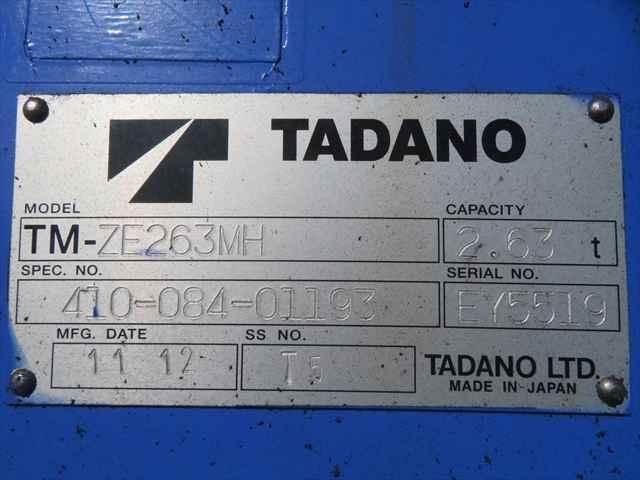 TADANO
MODEL
CAPACITY
TM-ZE263MH
2.63 t
SPEC. NO.
SERIAL NO.
410-084-01193
EY5519
MFG. DATE
SS NO.
11 12
T5
TADANO LTD.
MADE IN JAPAN